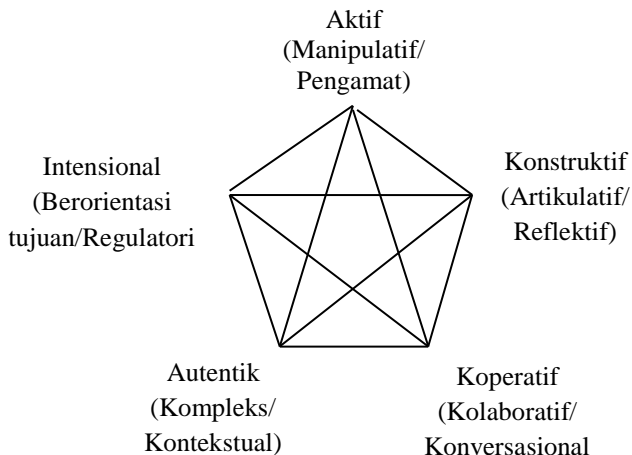 Aktif
(Manipulatif/
Pengamat)
Intensional
(Berorientasi
tujuan/Regulatori
Konstruktif
(Artikulatif/
Reflektif)
Autentik
(Kompleks/
Kontekstual)
Koperatif
(Kolaboratif/
Konversasional